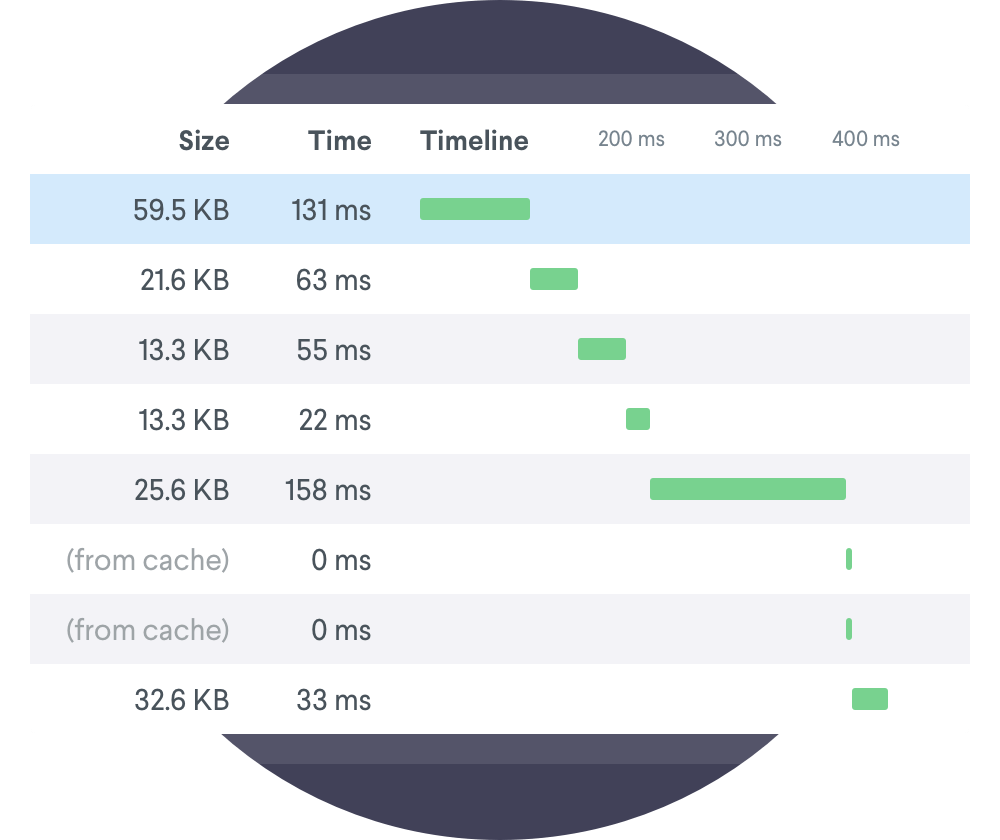 Size Time Timeline 200 ms 300 ms 400 ms
59.5 KB 131 ms
21.6 KB 63 ms
13.3 KB 55 ms
13.3 KB 22 ms
25.6 KB 158 ms
(from cache) 0 ms
(from cache) 0 ms
32.6 KB 33 ms